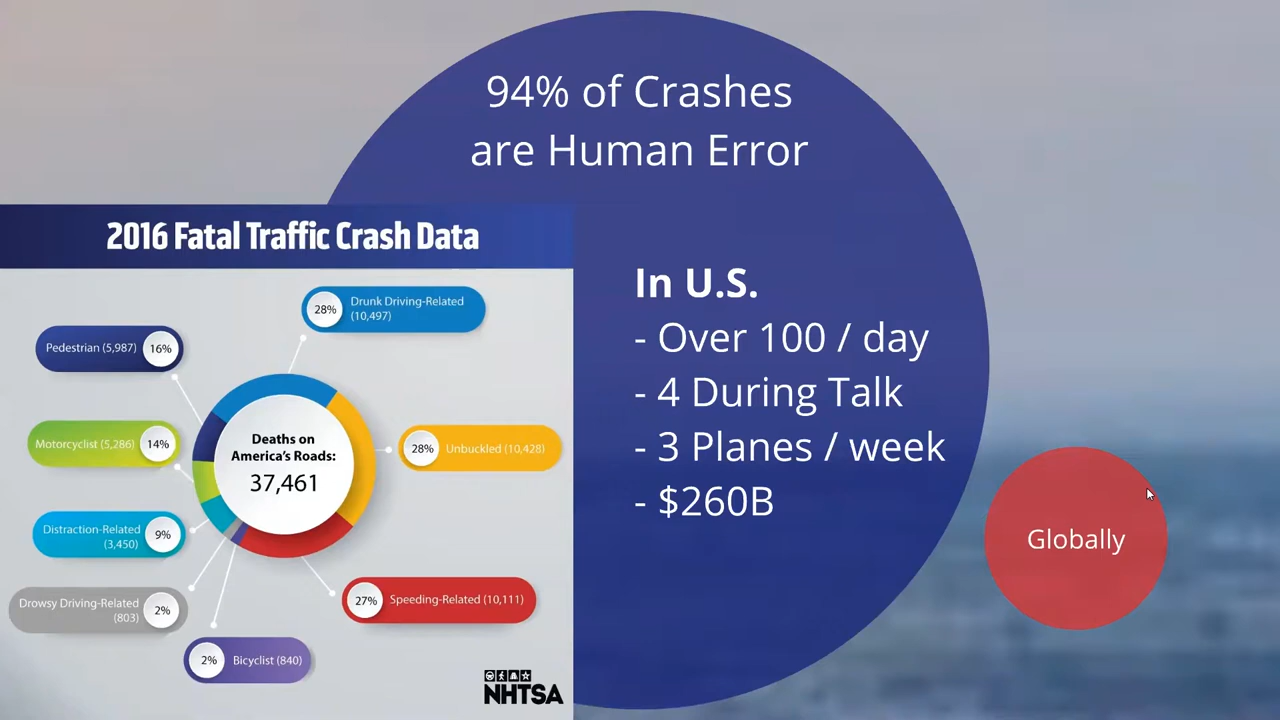 94% of Crashes
are Human Error
2016 Fatal Traffic Crash Data
28%
Drunk Driving-Related
(10,497)
Pedestrian (5,987)
16%
Motorcyclist (5,286)
14%
Deaths on
America's Roads:
37,461
28%
Unbuckled (10,428)
Distraction-Related
(3,450)
9%
Drowsy Driving-Related
(803)
2%
27%
Speeding-Related (10,111)
2%
Bicyclist (840)
NHTSA
In U.S.
- Over 100 / day
- 4 During Talk
- 3 Planes / week
- $260B
Globally